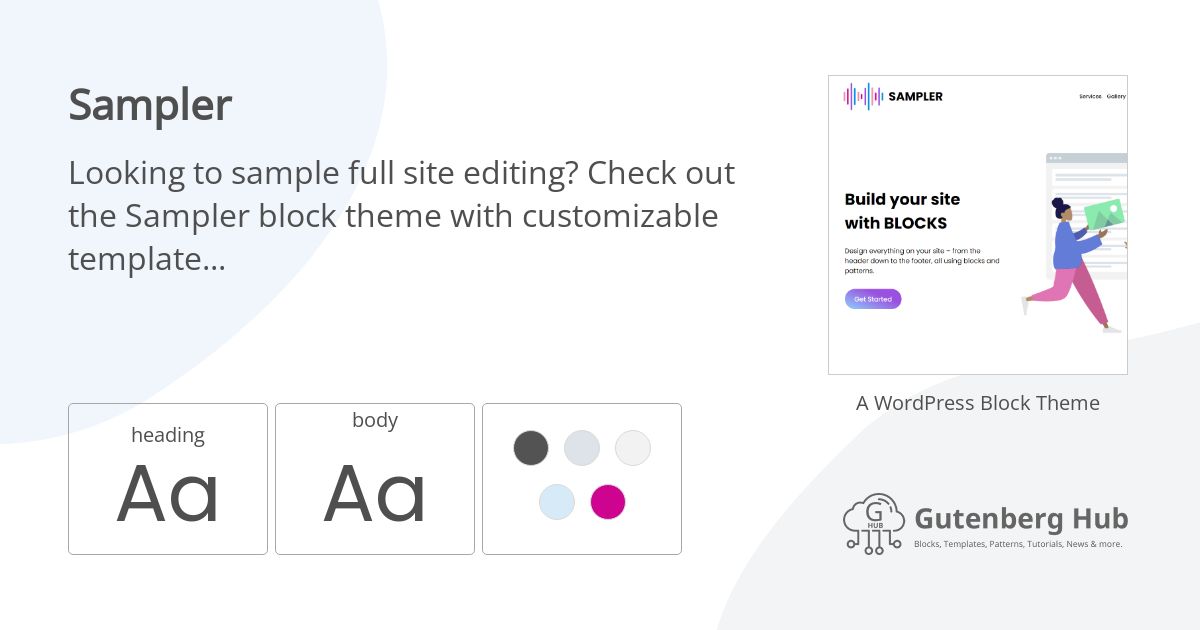 Sampler
Looking to sample full site editing? Check out
the Sampler block theme with customizable
template...
heading
Aa
body
Aa
SAMPLER
Services Gallery
Build your site
with BLOCKS
Design everything on your site – from the
header down to the footer, all using blocks and
patterns.
Get Started
A WordPress Block Theme
G
HUB
Gutenberg Hub
Blocks, Templates, Patterns, Tutorials, News & more.